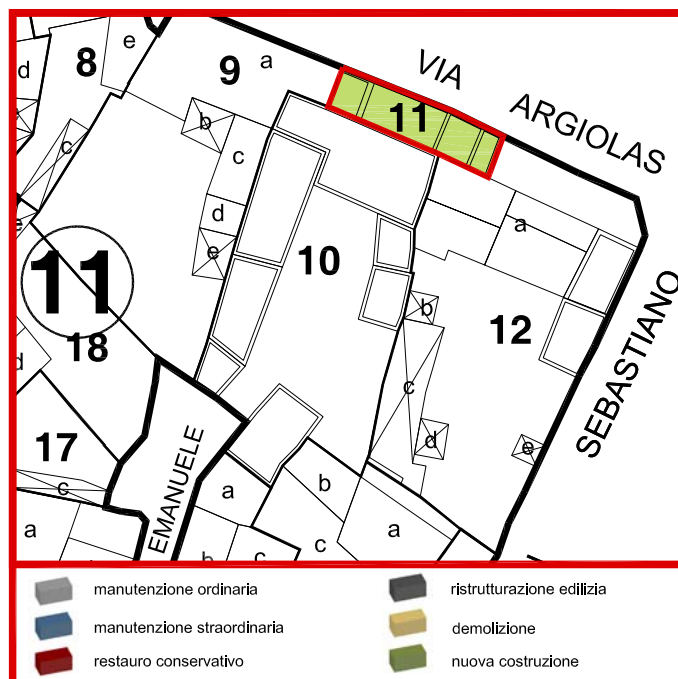 VIA ARGIOLAS
SEBASTIANO
EMANUELE
8
e
d
c
e
9
a
b
c
d
e
11
10
12
a
b
c
d
e
11
18
d
17
c
a
a
b
c
b
c
a
manutenzione ordinaria
manutenzione straordinaria
restauro conservativo
ristrutturazione edilizia
demolizione
nuova costruzione